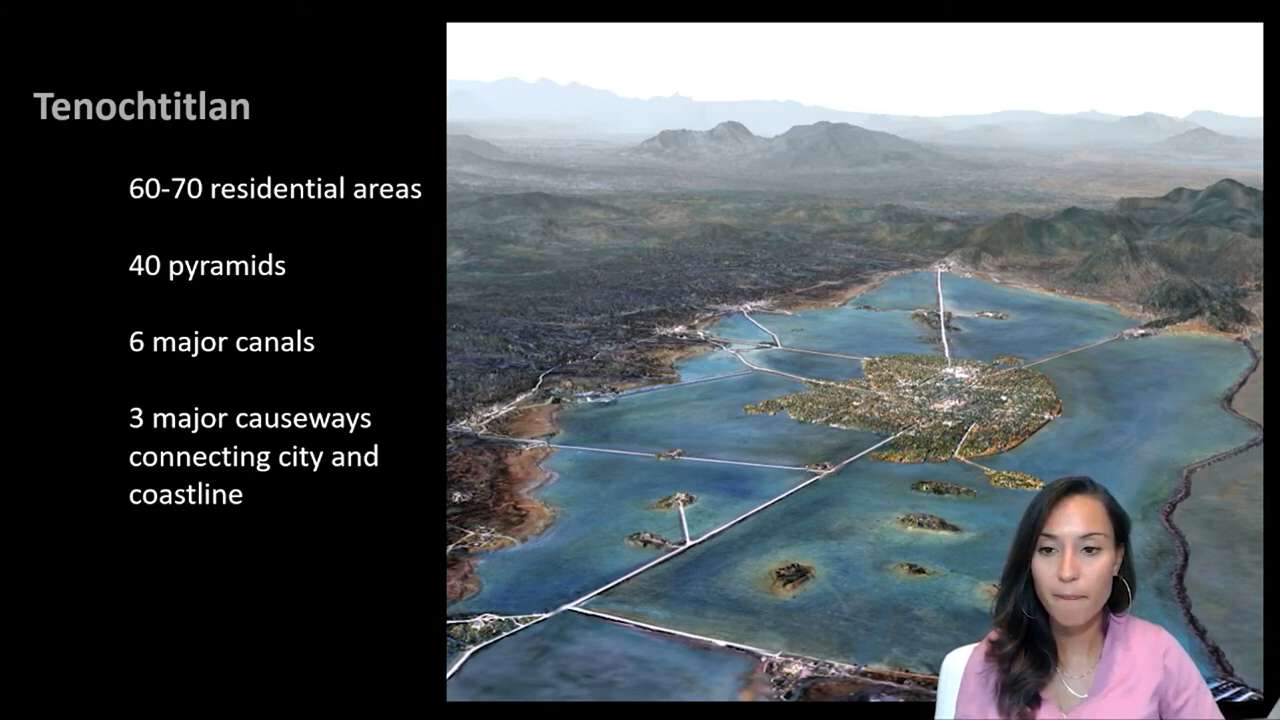 Tenochtitlan
60-70 residential areas
40 pyramids
6 major canals
3 major causeways
connecting city and
coastline